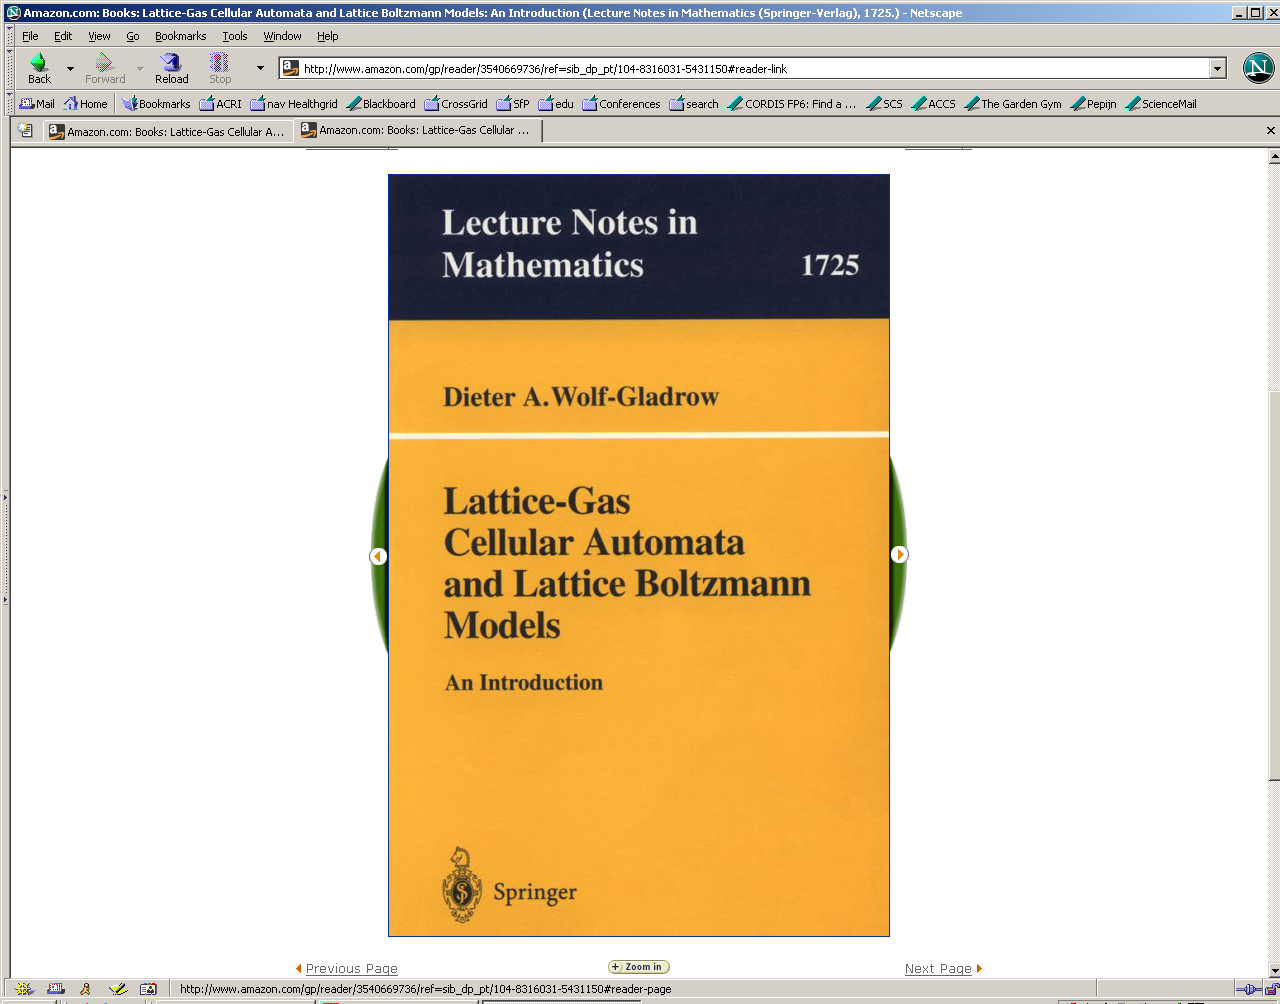 Amazon.com: Books: Lattice-Gas Cellular Automata and Lattice Boltzmann Models: An Introduction (Lecture Notes in Mathematics (Springer-Verlag), 1725.) - Netscape
File Edit View Go Bookmarks Tools Window Help
Back Forward Reload Stop http://www.amazon.com/gp/reader/3540669736/ref=sib_dp_pt/104-8316031-5431150#reader-link
Mail Home Bookmarks ACRI nav Healthgrid Blackboard CrossGrid SfP edu Conferences search CORDIS FP6: Find a ... SCS ACCS The Garden Gym Pepijn ScienceMail
Amazon.com: Books: Lattice-Gas Cellular A... Amazon.com: Books: Lattice-Gas Cellular ...
Lecture Notes in
Mathematics 1725
Dieter A. Wolf-Gladrow
Lattice-Gas
Cellular Automata
and Lattice Boltzmann
Models
An Introduction
Springer
Previous Page Zoom in Next Page
http://www.amazon.com/gp/reader/3540669736/ref=sib_dp_pt/104-8316031-5431150#reader-page